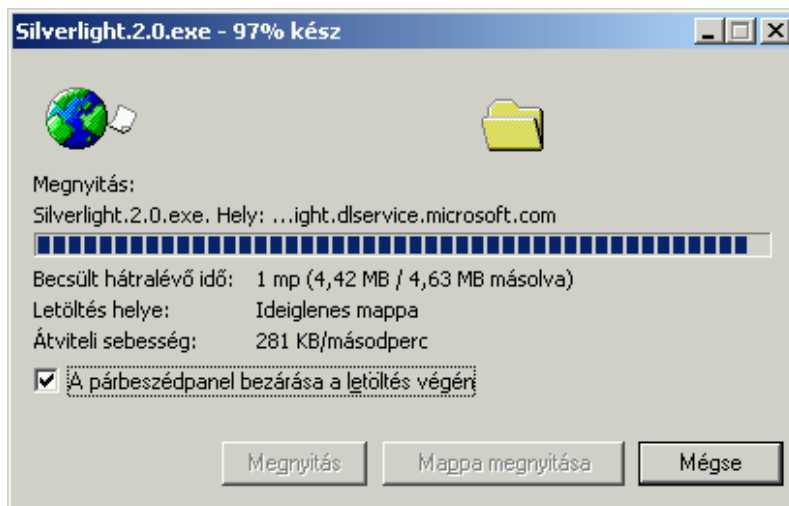 Silverlight.2.0.exe - 97% kész
Megnyitás:
Silverlight.2.0.exe. Hely: ...ight.dlservice.microsoft.com
Becsült hátralévő idő: 1 mp (4,42 MB / 4,63 MB másolva)
Letöltés helye: Ideiglenes mappa
Átviteli sebesség: 281 KB/másodperc
A párbeszédpanel bezárása a letöltés végén
Megnyitás Mappa megnyitása Mégse